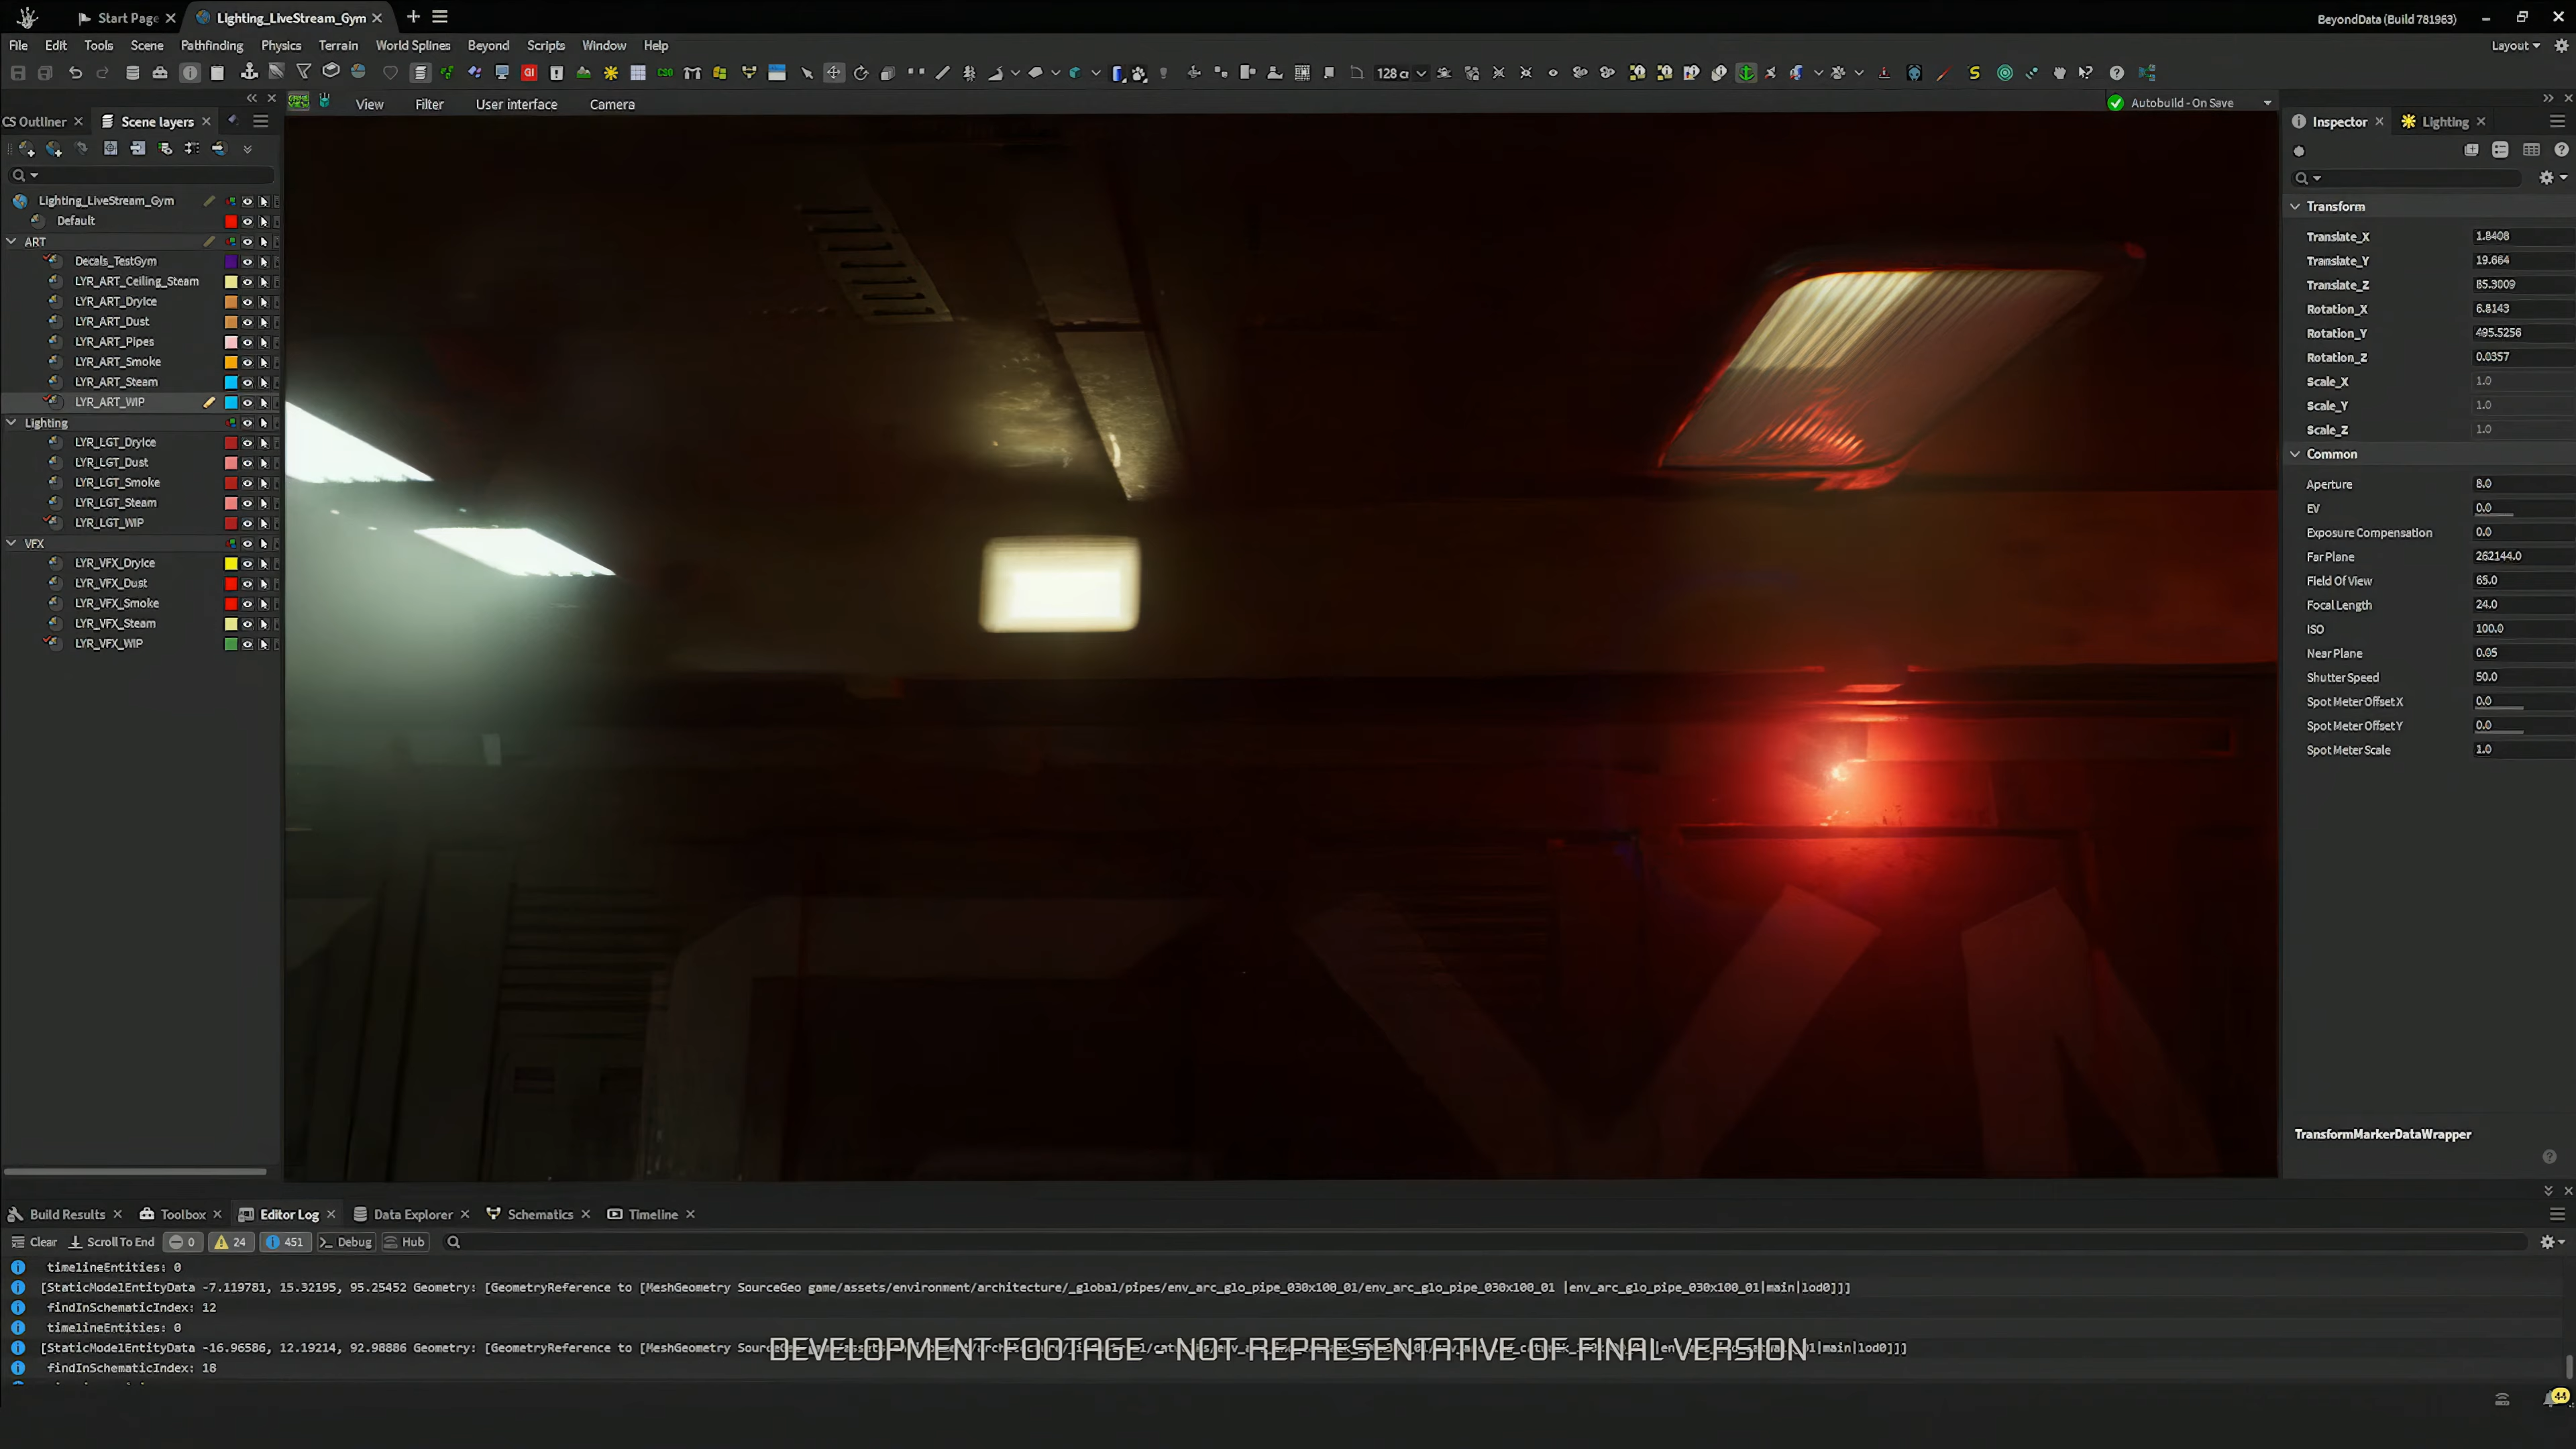 Start Page
Lighting_LiveStream_Gym
BeyondData (Build 781963)
File Edit Tools Scene Pathfinding Physics Terrain World Splines Beyond Scripts Window Help
Layout
GI
CSO
128 c
View Filter User interface Camera
Autobuild - On Save
CS Outliner
Scene layers
Lighting_LiveStream_Gym
Default
ART
Decals_TestGym
LYR_ART_Ceiling_Steam
LYR_ART_DryIce
LYR_ART_Dust
LYR_ART_Pipes
LYR_ART_Smoke
LYR_ART_Steam
LYR_ART_WIP
Lighting
LYR_LGT_DryIce
LYR_LGT_Dust
LYR_LGT_Smoke
LYR_LGT_Steam
LYR_LGT_WIP
VFX
LYR_VFX_DryIce
LYR_VFX_Dust
LYR_VFX_Smoke
LYR_VFX_Steam
LYR_VFX_WIP
Inspector
Lighting
Transform
Translate_X 1.8408
Translate_Y 19.664
Translate_Z 85.3009
Rotation_X 6.8143
Rotation_Y 495.5256
Rotation_Z 0.0357
Scale_X 1.0
Scale_Y 1.0
Scale_Z 1.0
Common
Aperture 8.0
EV 0.0
Exposure Compensation 0.0
Far Plane 262144.0
Field Of View 65.0
Focal Length 24.0
ISO 100.0
Near Plane 0.05
Shutter Speed 50.0
Spot Meter Offset X 0.0
Spot Meter Offset Y 0.0
Spot Meter Scale 1.0
TransformMarkerDataWrapper
Build Results Toolbox Editor Log Data Explorer Schematics Timeline
Clear Scroll To End 0 24 451 Debug Hub
timelineEntities: 0
[StaticModelEntityData -7.119781, 15.32195, 95.25452 Geometry: [GeometryReference to [MeshGeometry SourceGeo game/assets/environment/architecture/_global/pipes/env_arc_glo_pipe_030x100_01/env_arc_glo_pipe_030x100_01 |env_arc_glo_pipe_030x100_01|main|lod0]]]
findInSchematicIndex: 12
timelineEntities: 0
[StaticModelEntityData -16.96586, 12.19214, 92.98886 Geometry: [GeometryReference to [MeshGeometry |main|lod0]]]
DEVELOPMENT FOOTAGE - NOT REPRESENTATIVE OF FINAL VERSION
findInSchematicIndex: 18
44